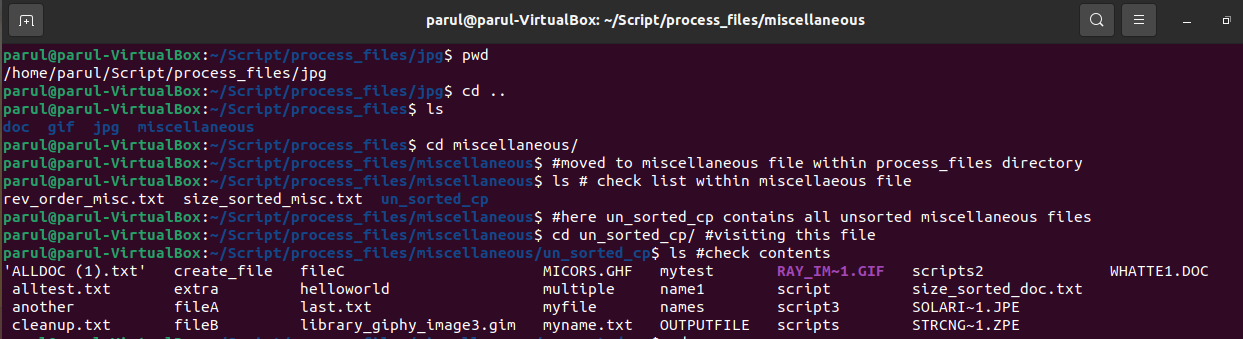 parul@parul-VirtualBox: ~/Script/process_files/miscellaneous
parul@parul-VirtualBox:~/Script/process_files/jpg$ pwd
/home/parul/Script/process_files/jpg
parul@parul-VirtualBox:~/Script/process_files/jpg$ cd ..
parul@parul-VirtualBox:~/Script/process_files$ ls
doc  gif  jpg  miscellaneous
parul@parul-VirtualBox:~/Script/process_files$ cd miscellaneous/
parul@parul-VirtualBox:~/Script/process_files/miscellaneous$ #moved to miscellaneous file within process_files directory
parul@parul-VirtualBox:~/Script/process_files/miscellaneous$ ls # check list within miscellaeous file
rev_order_misc.txt  size_sorted_misc.txt  un_sorted_cp
parul@parul-VirtualBox:~/Script/process_files/miscellaneous$ #here un_sorted_cp contains all unsorted miscellaneous files
parul@parul-VirtualBox:~/Script/process_files/miscellaneous$ cd un_sorted_cp/ #visiting this file
parul@parul-VirtualBox:~/Script/process_files/miscellaneous/un_sorted_cp$ ls #check contents
'ALLDOC (1).txt'  create_file  fileC  MICORS.GHF  mytest  RAY_IM~1.GIF  scripts2  WHATTE1.DOC
alltest.txt  extra  helloworld  multiple  name1  script  size_sorted_doc.txt
another  fileA  last.txt  myfile  names  script3  SOLARI~1.JPE
cleanup.txt  fileB  library_giphy_image3.gim  myname.txt  OUTPUTFILE  scripts  STRCNG~1.ZPE